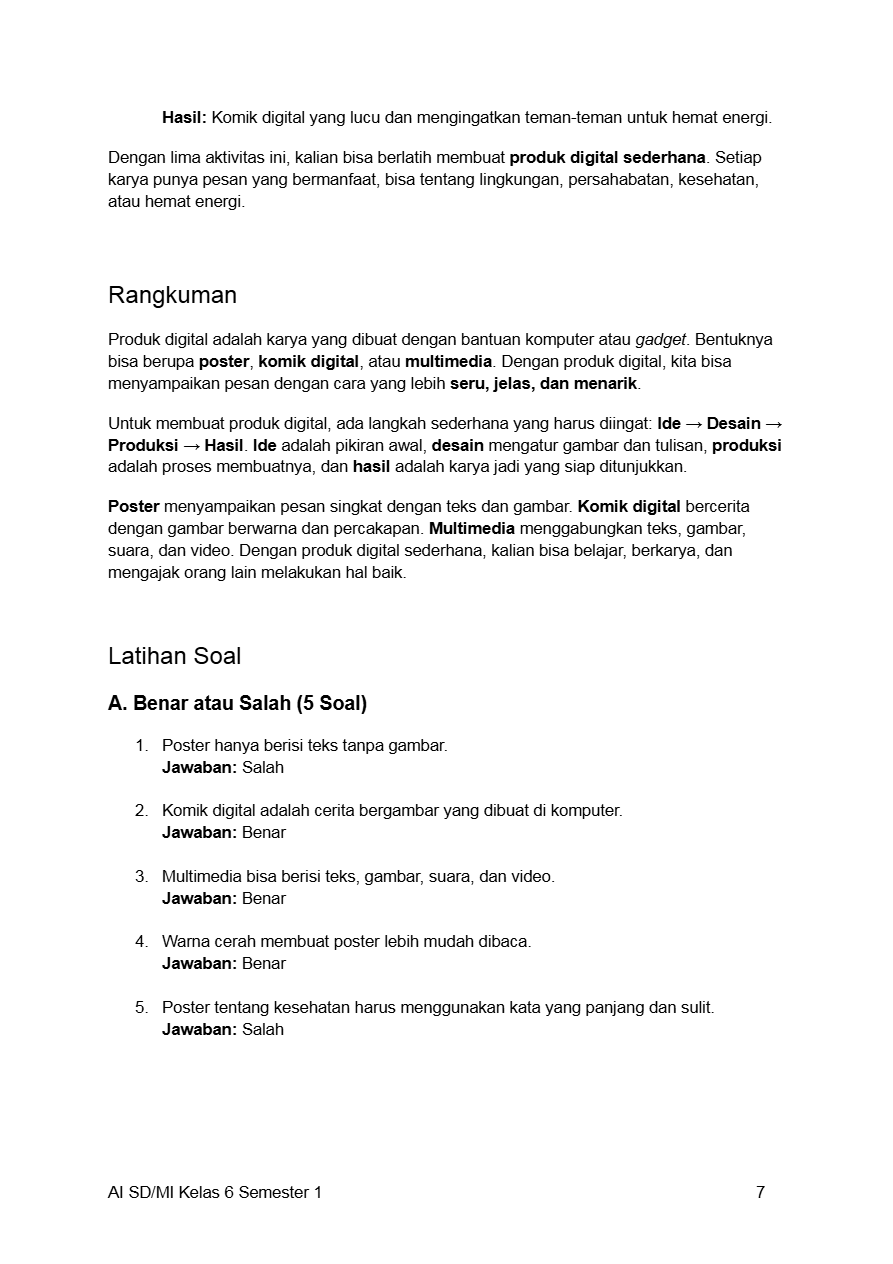 Hasil: Komik digital yang lucu dan mengingatkan teman-teman untuk hemat energi.
Dengan lima aktivitas ini, kalian bisa berlatih membuat produk digital sederhana. Setiap
karya punya pesan yang bermanfaat, bisa tentang lingkungan, persahabatan, kesehatan,
atau hemat energi.
Rangkuman
Produk digital adalah karya yang dibuat dengan bantuan komputer atau gadget. Bentuknya
bisa berupa poster, komik digital, atau multimedia. Dengan produk digital, kita bisa
menyampaikan pesan dengan cara yang lebih seru, jelas, dan menarik.
Untuk membuat produk digital, ada langkah sederhana yang harus diingat: Ide → Desain →
Produksi → Hasil. Ide adalah pikiran awal, desain mengatur gambar dan tulisan, produksi
adalah proses membuatnya, dan hasil adalah karya jadi yang siap ditunjukkan.
Poster menyampaikan pesan singkat dengan teks dan gambar. Komik digital bercerita
dengan gambar berwarna dan percakapan. Multimedia menggabungkan teks, gambar,
suara, dan video. Dengan produk digital sederhana, kalian bisa belajar, berkarya, dan
mengajak orang lain melakukan hal baik.
Latihan Soal
A. Benar atau Salah (5 Soal)
1. Poster hanya berisi teks tanpa gambar.
Jawaban: Salah
2. Komik digital adalah cerita bergambar yang dibuat di komputer.
Jawaban: Benar
3. Multimedia bisa berisi teks, gambar, suara, dan video.
Jawaban: Benar
4. Warna cerah membuat poster lebih mudah dibaca.
Jawaban: Benar
5. Poster tentang kesehatan harus menggunakan kata yang panjang dan sulit.
Jawaban: Salah
AI SD/MI Kelas 6 Semester 1 7